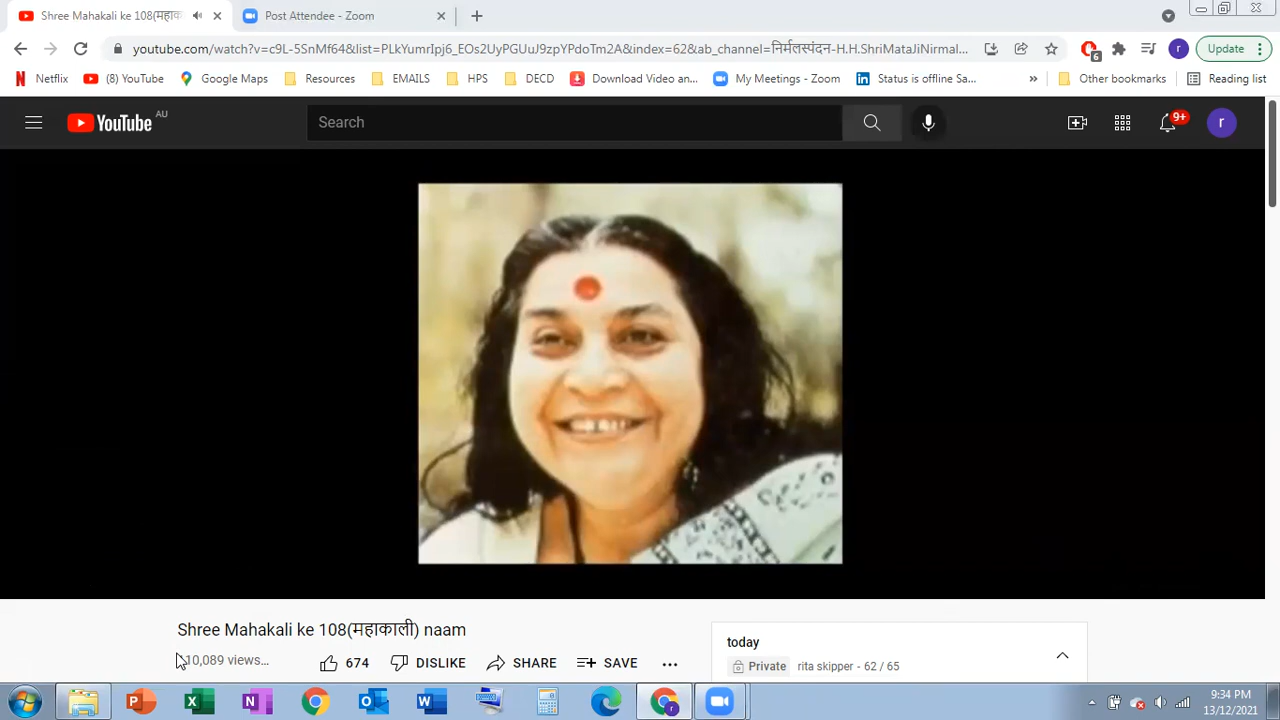 Shree Mahakali ke 108(महाक
Post Attendee - Zoom
youtube.com/watch?v=c9L-5SnMf64&list=PLkYumrIpj6_EOs2UyPGUuJ9zpYPdoTm2A&index=62&ab_channel=निर्मलस्पंदन-H.H.ShriMataJiNirmal...
6
r
Update
Netflix
(8) YouTube
Google Maps
Resources
EMAILS
HPS
DECD
Download Video an...
My Meetings - Zoom
Status is offline Sa...
»
Other bookmarks
Reading list
YouTube AU
Search
9+
r
Shree Mahakali ke 108(महाकाली) naam
10,089 views...
674
DISLIKE
SHARE
SAVE
today
Private
rita skipper - 62 / 65
9:34 PM
13/12/2021